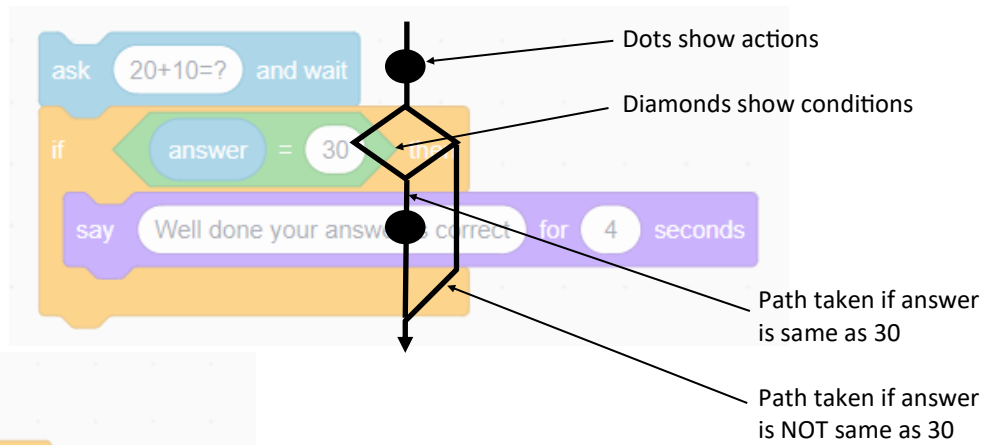 Dots show actions
ask 20+10=? and wait
Diamonds show conditions
if answer = 30 then
say Well done your answer is correct for 4 seconds
Path taken if answer
is same as 30
Path taken if answer
is NOT same as 30